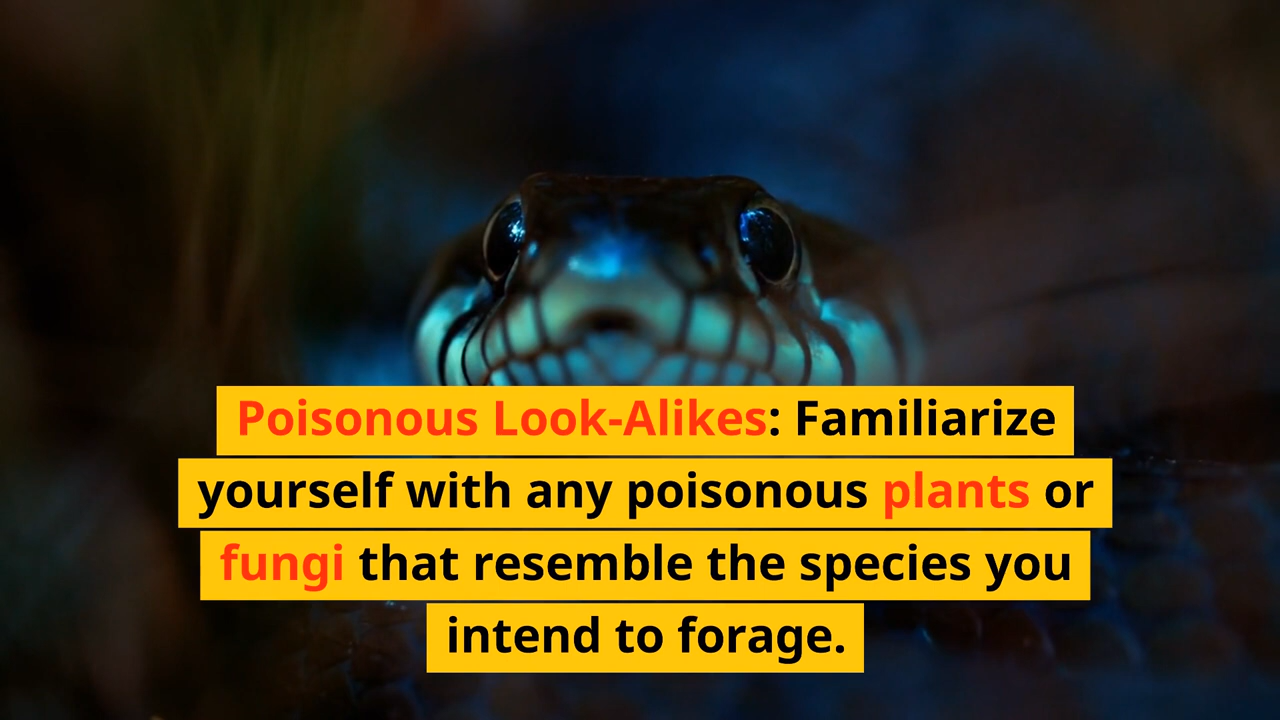 Poisonous Look-Alikes: Familiarize
yourself with any poisonous plants or
fungi that resemble the species you
intend to forage.